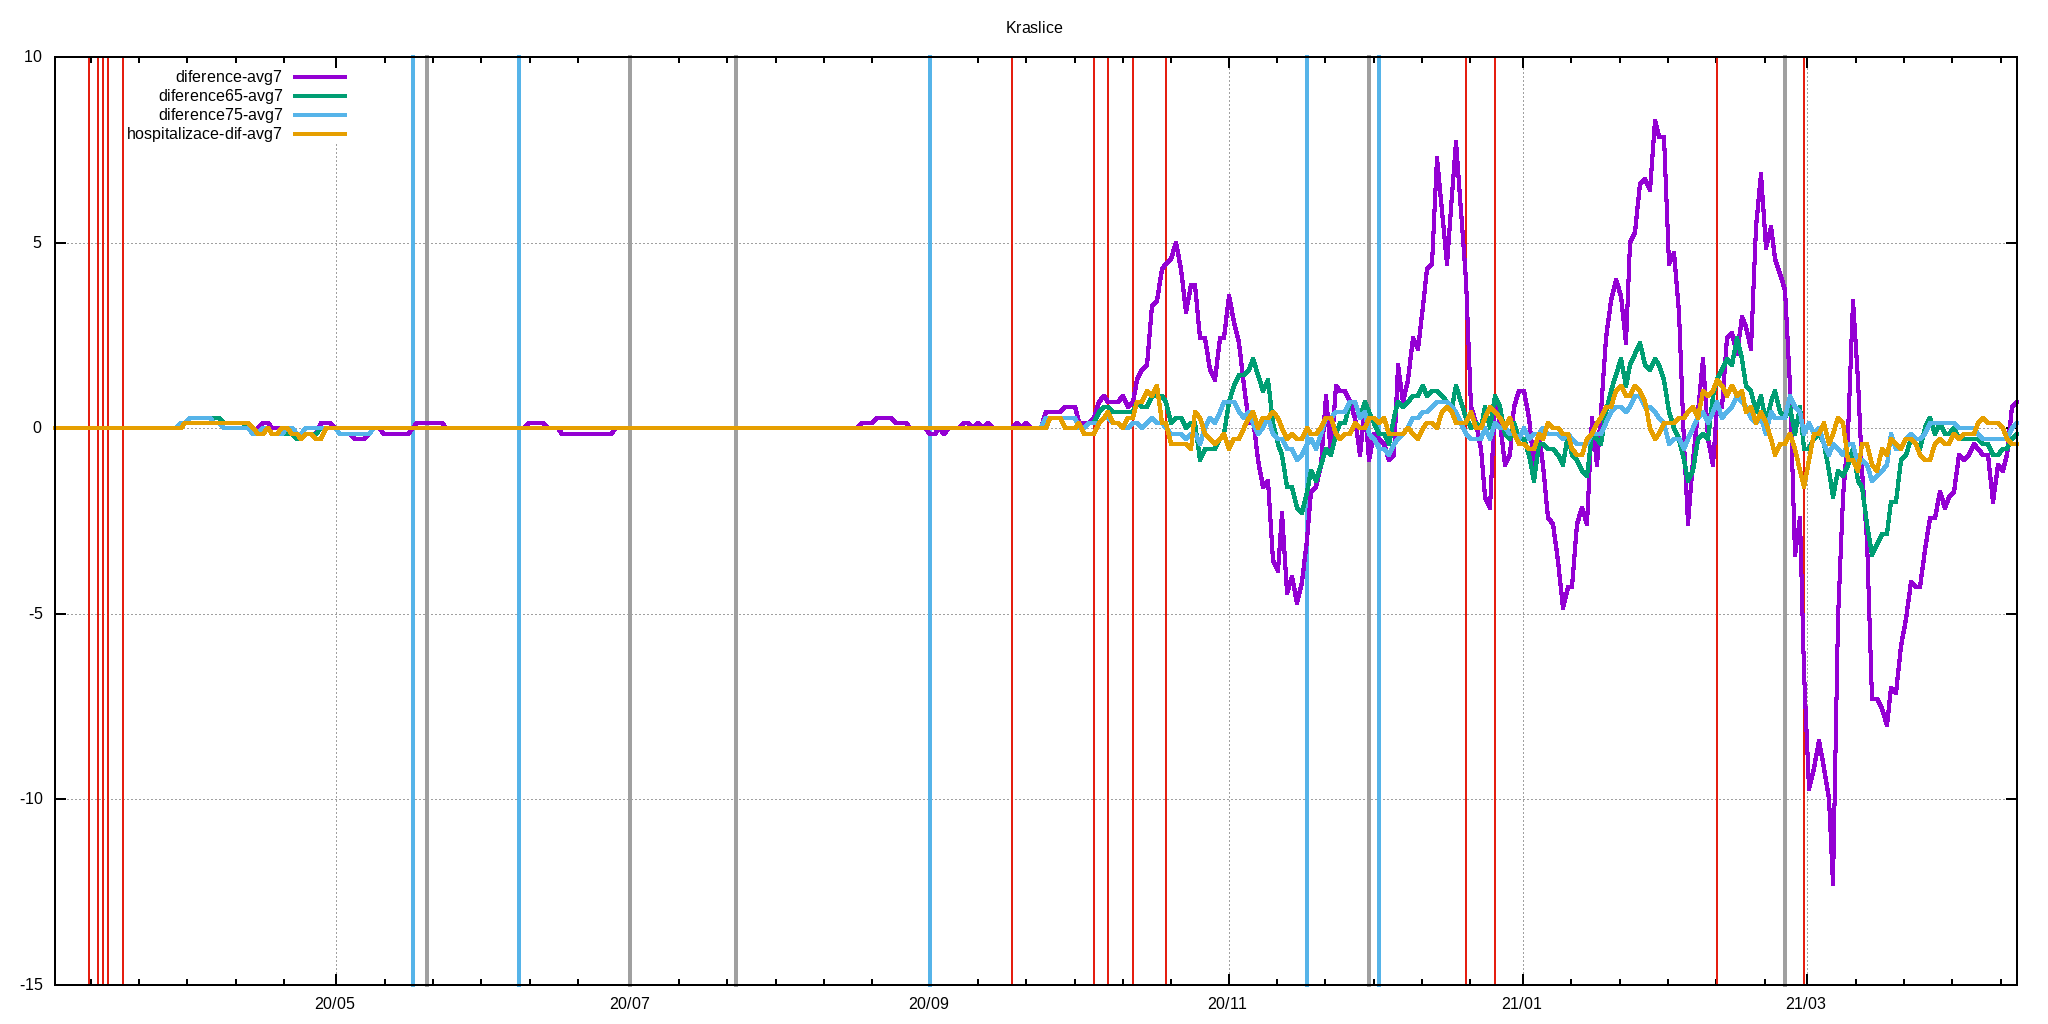 Kraslice
diference-avg7
diference65-avg7
diference75-avg7
hospitalizace-dif-avg7
10
5
0
-5
-10
-15
20/05 20/07 20/09 20/11 21/01 21/03